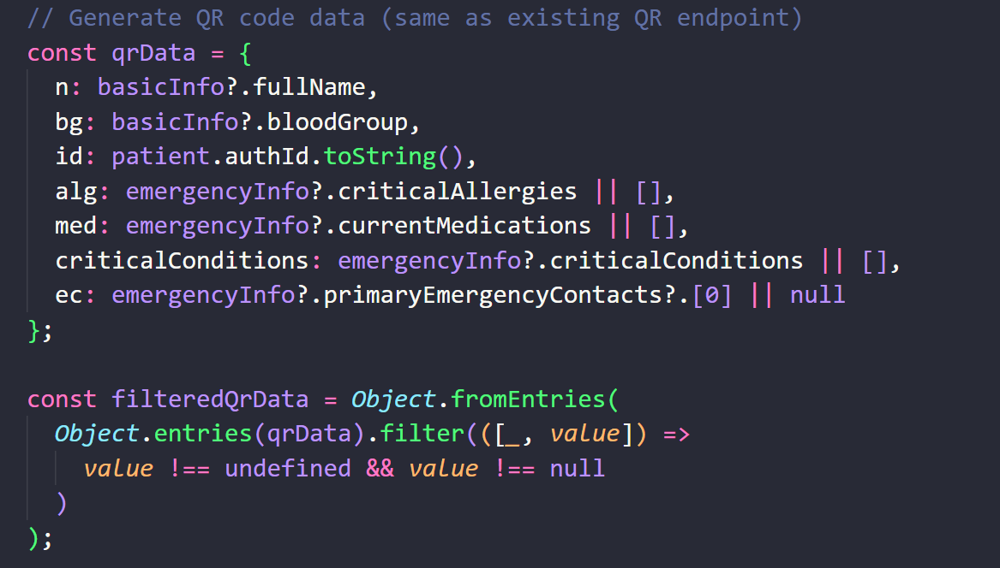 // Generate QR code data (same as existing QR endpoint)
const qrData = {
  n: basicInfo?.fullName,
  bg: basicInfo?.bloodGroup,
  id: patient.authId.toString(),
  alg: emergencyInfo?.criticalAllergies || [],
  med: emergencyInfo?.currentMedications || [],
  criticalConditions: emergencyInfo?.criticalConditions || [],
  ec: emergencyInfo?.primaryEmergencyContacts?.[0] || null
};

const filteredQrData = Object.fromEntries(
  Object.entries(qrData).filter(([_, value]) =>
    value !== undefined && value !== null
  )
);